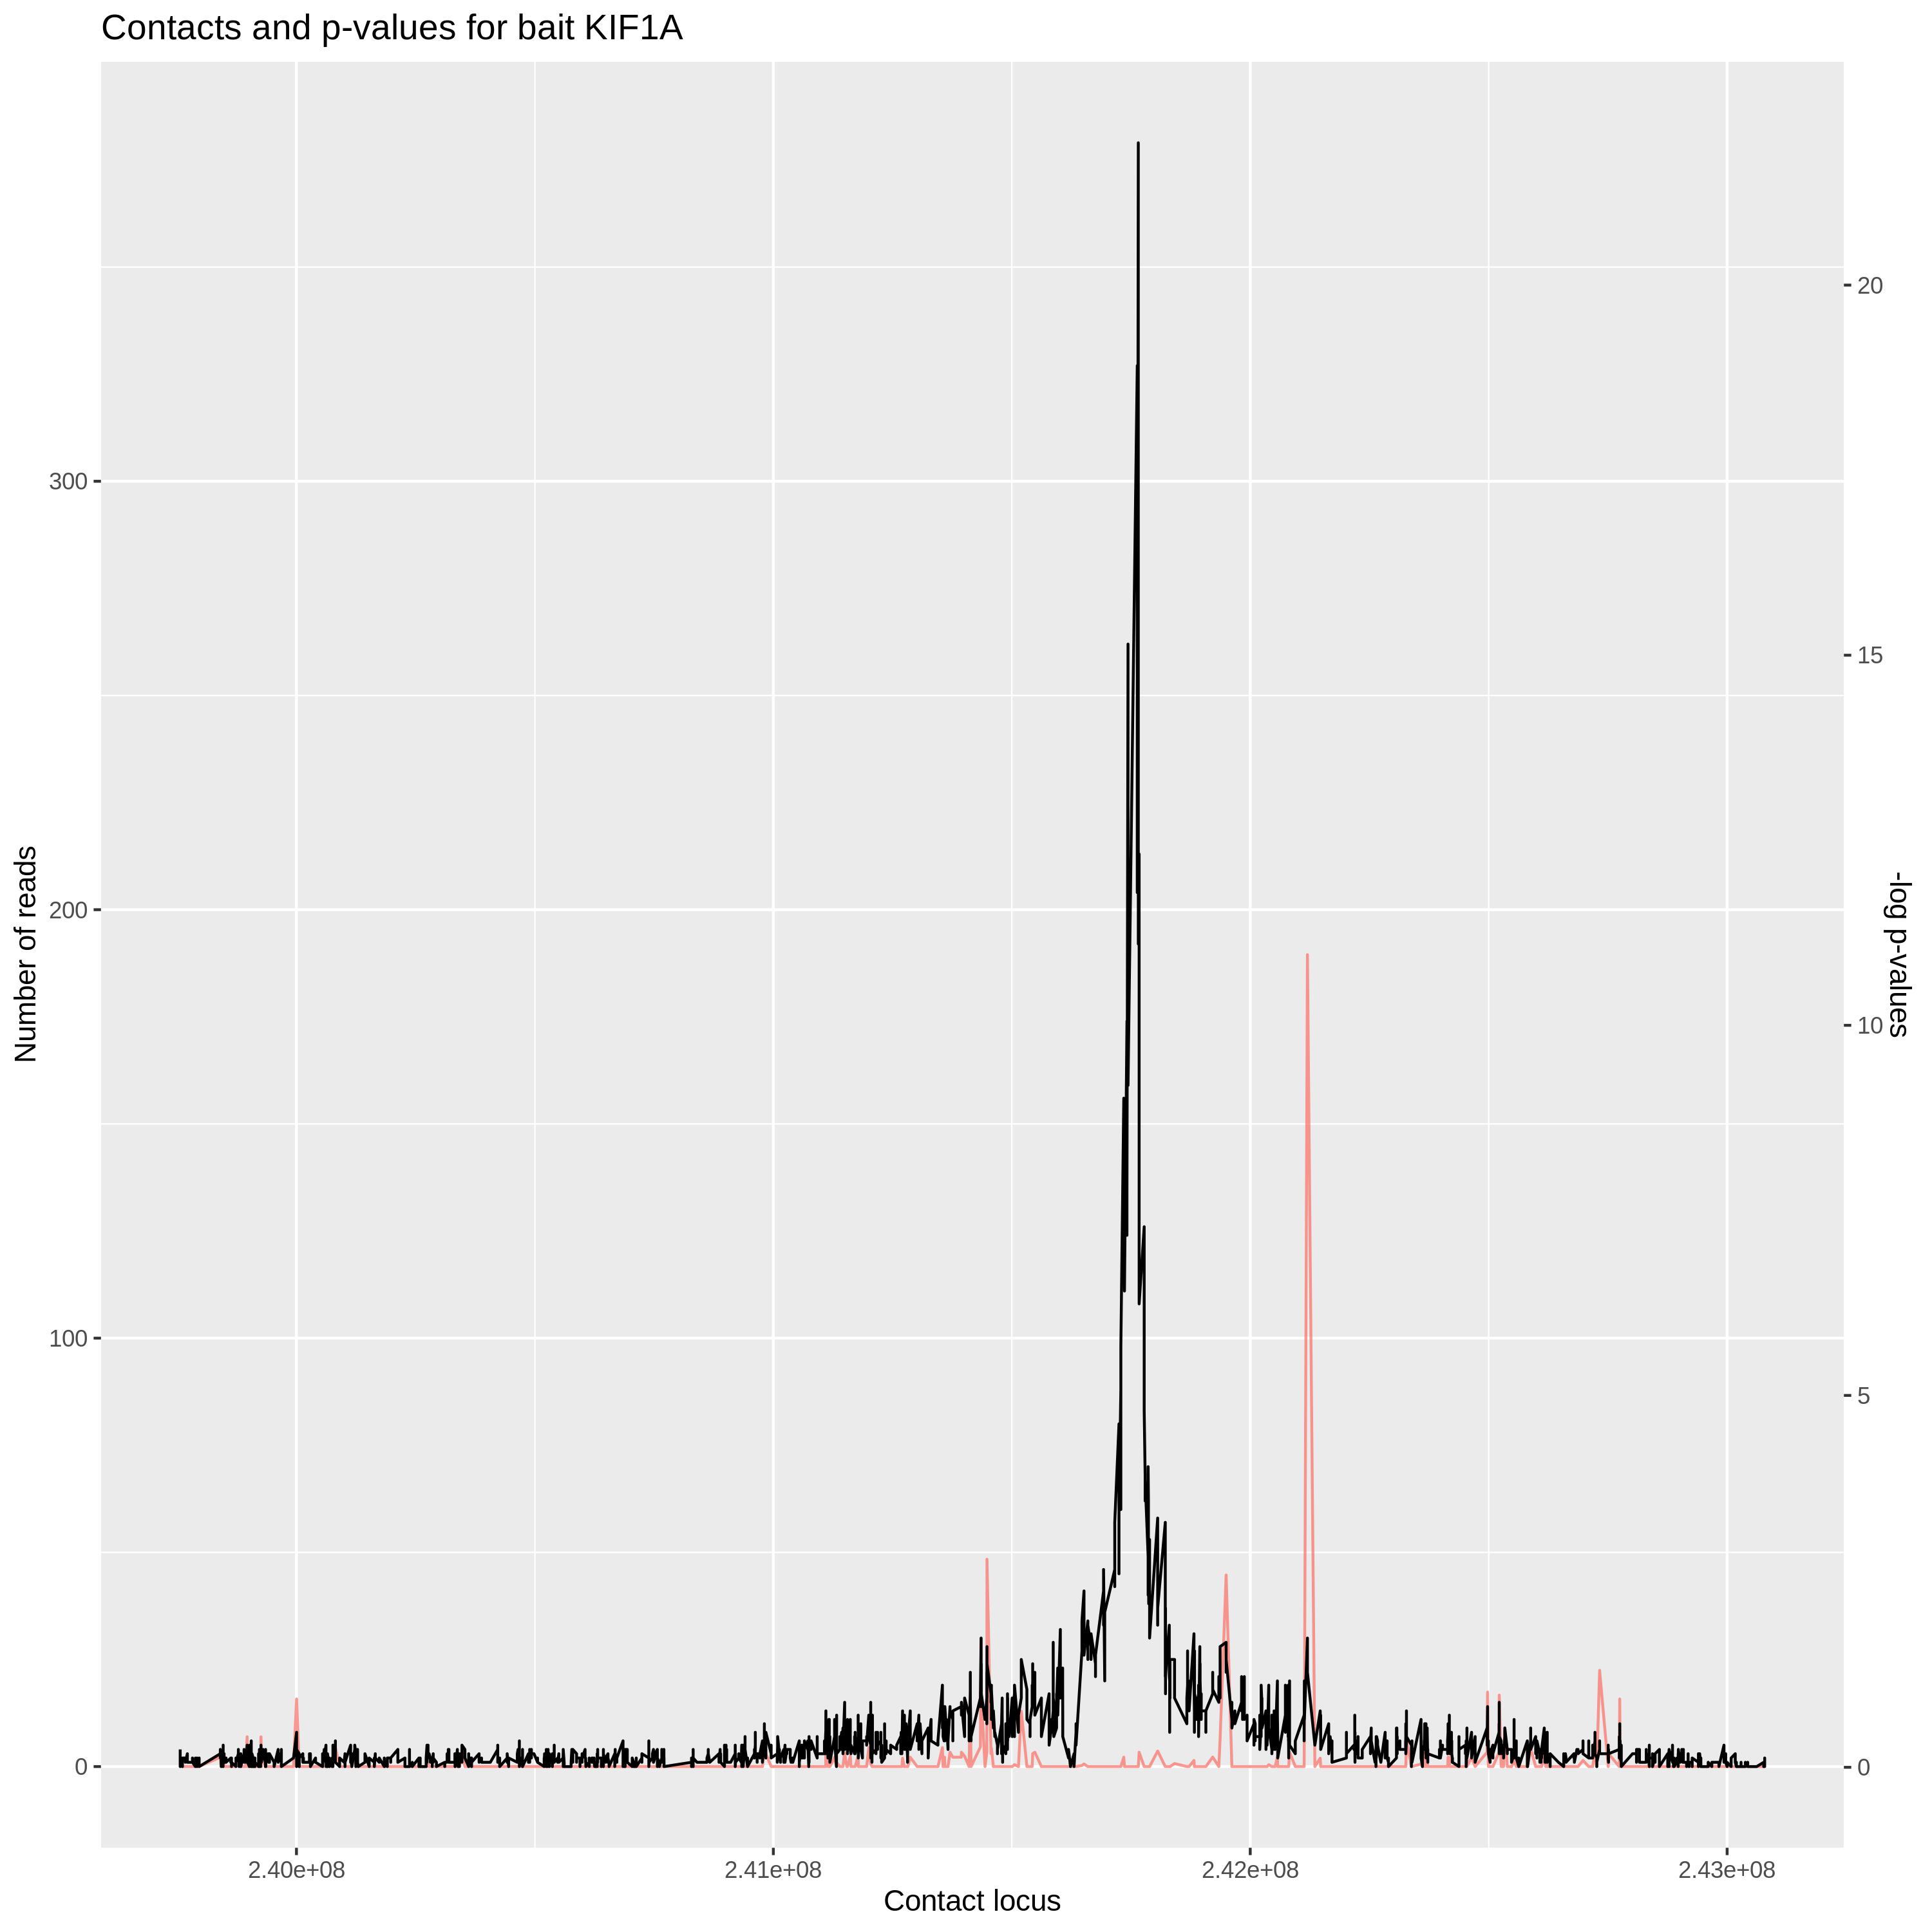 Contacts and p-values for bait KIF1A
300
200
100
0
Number of reads
20
15
10
5
0
-log p-values
2.40e+08
2.41e+08
2.42e+08
2.43e+08
Contact locus